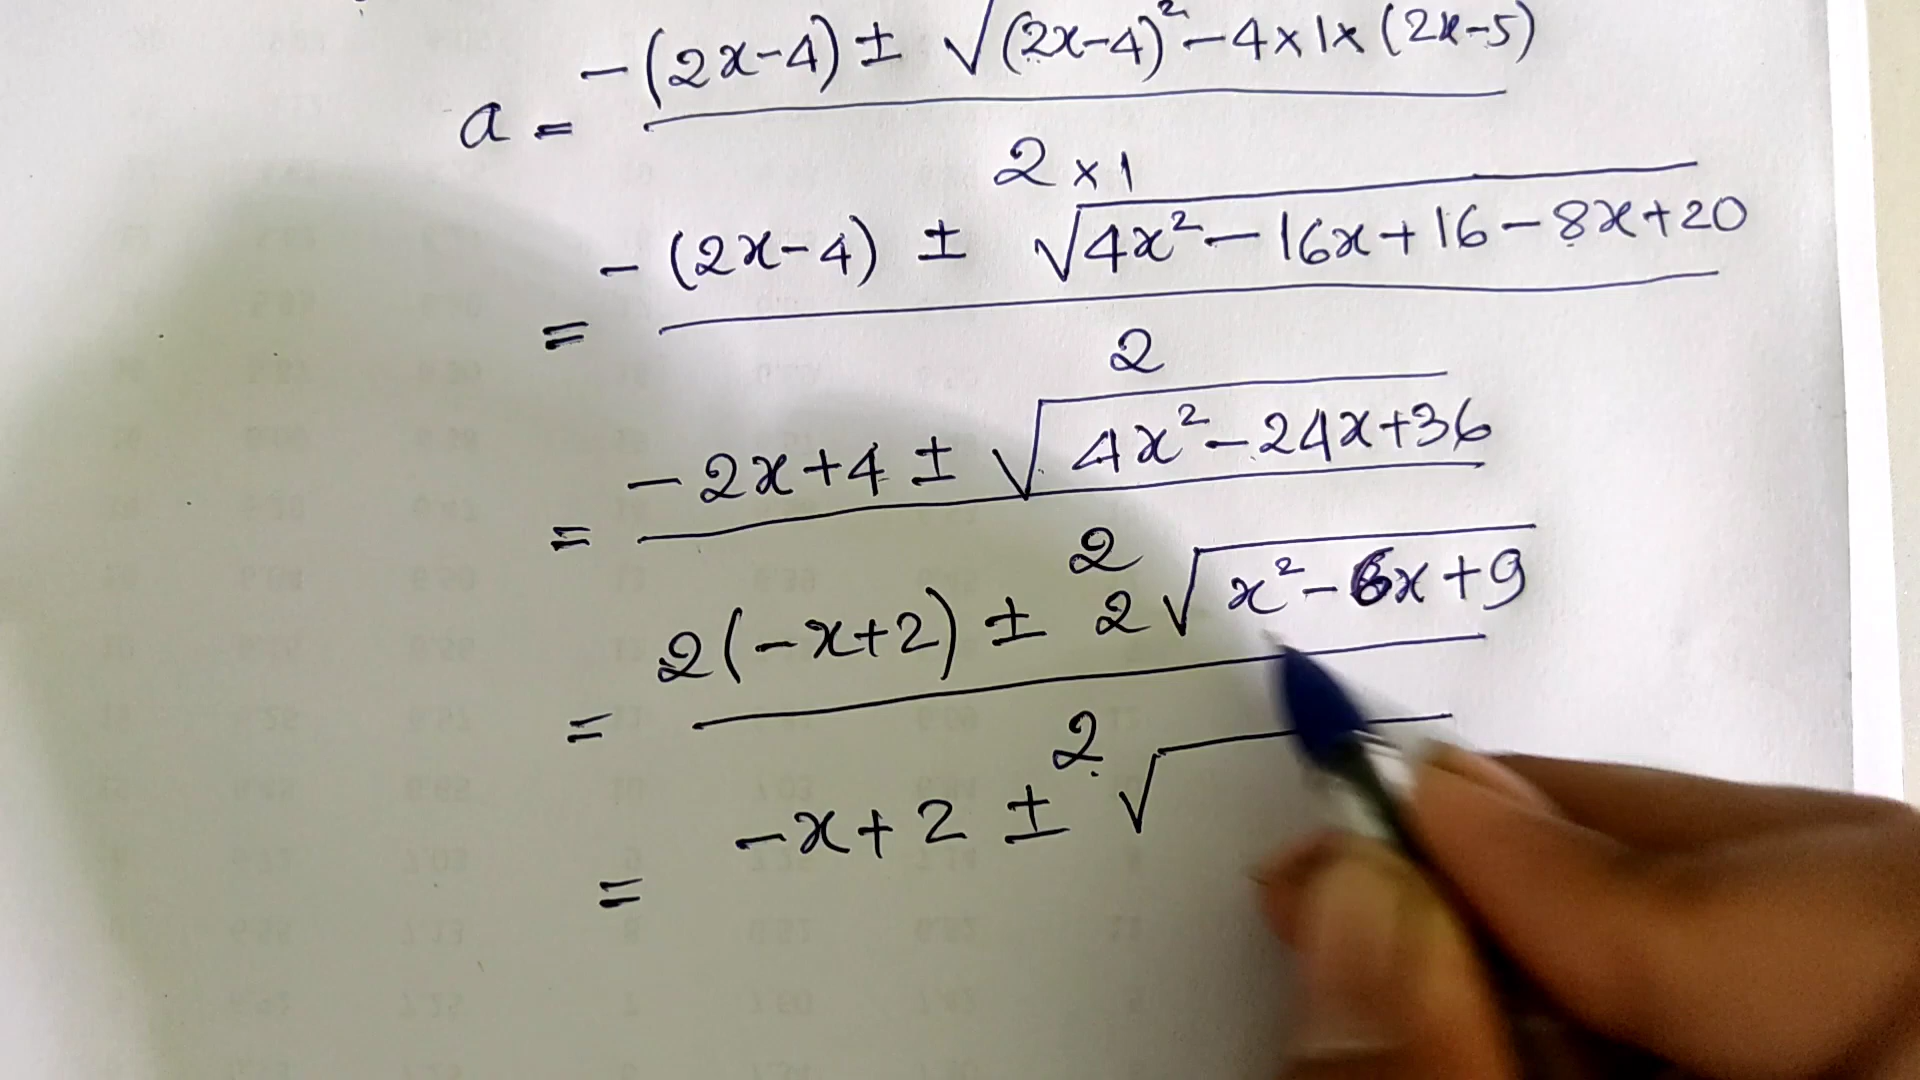 -(2x-4) ± √(2x-4)² - 4×1×(2x-5)
a =
2×1
-(2x-4) ± √4x² - 16x + 16 - 8x + 20
=
2
-2x+4 ± √4x² - 24x + 36
=
2
2(-x+2) ± 2√x² - 6x + 9
=
2
-x+2 ± √
=